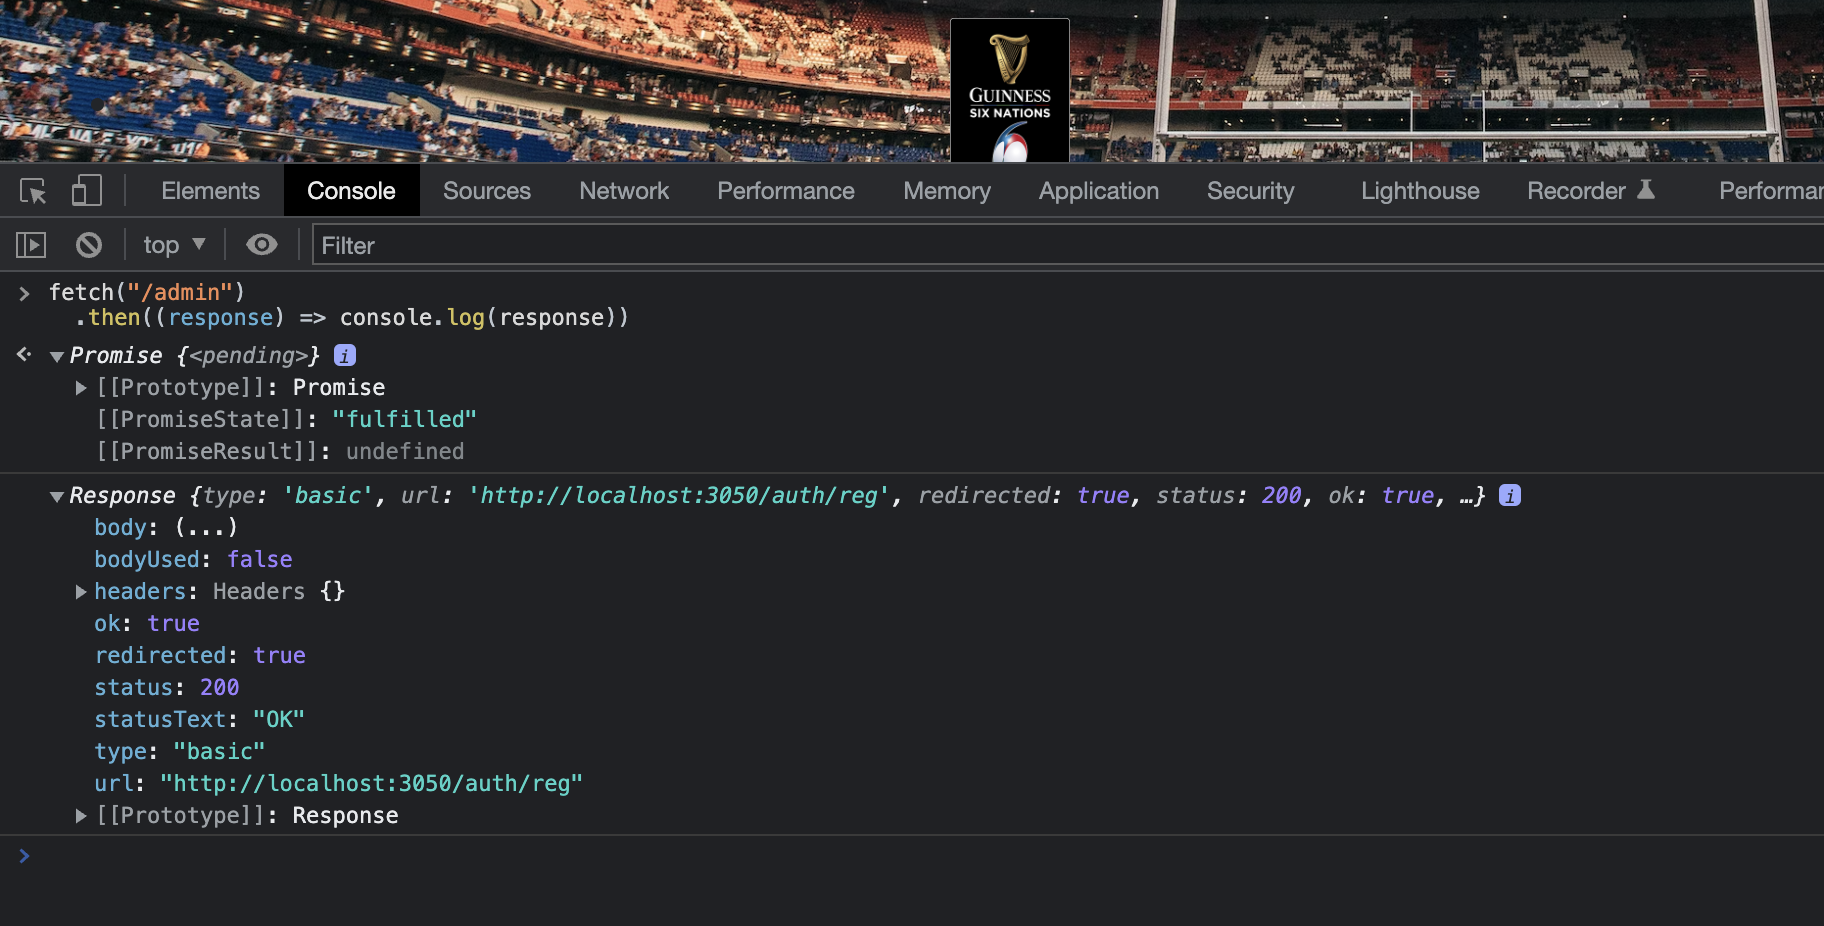 GUINNESS
SIX NATIONS
Elements Console Sources Network Performance Memory Application Security Lighthouse Recorder Performar
top ▼ Filter
fetch("/admin")
.then((response) => console.log(response))
Promise {<pending>} i
[[Prototype]]: Promise
[[PromiseState]]: "fulfilled"
[[PromiseResult]]: undefined
Response {type: 'basic', url: 'http://localhost:3050/auth/reg', redirected: true, status: 200, ok: true, …} i
body: (...)
bodyUsed: false
headers: Headers {}
ok: true
redirected: true
status: 200
statusText: "OK"
type: "basic"
url: "http://localhost:3050/auth/reg"
[[Prototype]]: Response